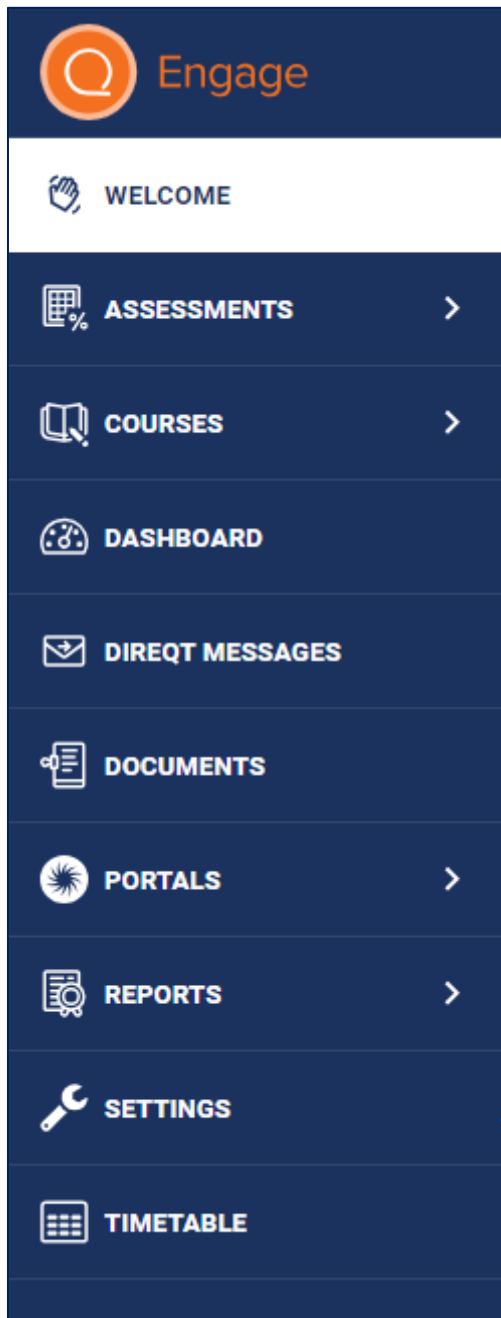 Engage
WELCOME
ASSESSMENTS
COURSES
DASHBOARD
DIREQT MESSAGES
DOCUMENTS
PORTALS
REPORTS
SETTINGS
TIMETABLE